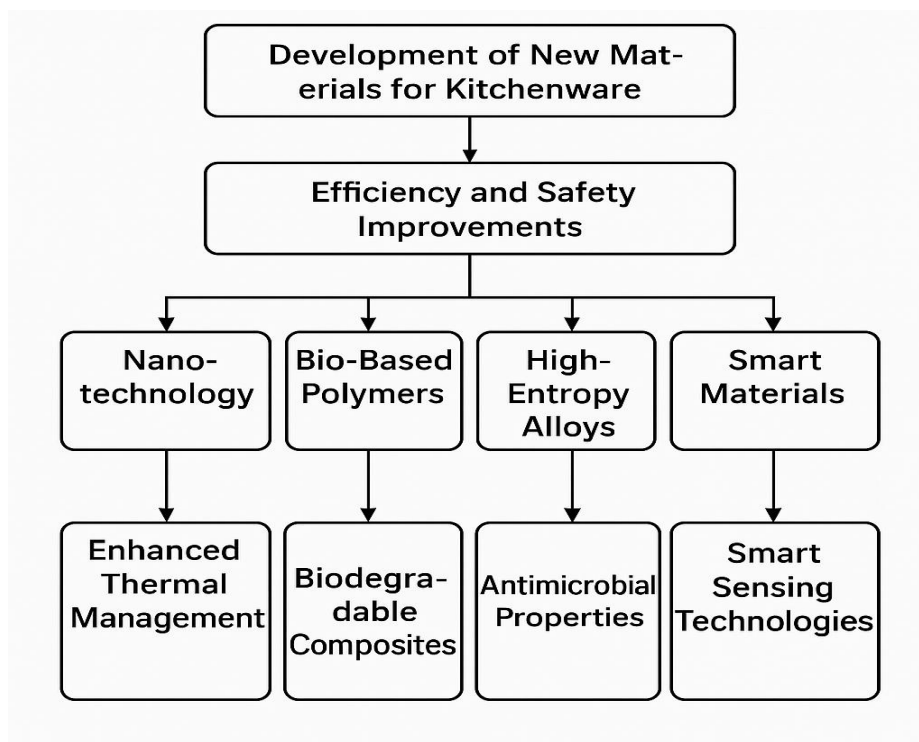 Development of New Mat-
erials for Kitchenware
Efficiency and Safety
Improvements
Nano-
technology
Bio-Based
Polymers
High-
Entropy
Alloys
Smart
Materials
Enhanced
Thermal
Management
Biodegra-
dable
Composites
Antimicrobial
Properties
Smart
Sensing
Technologies